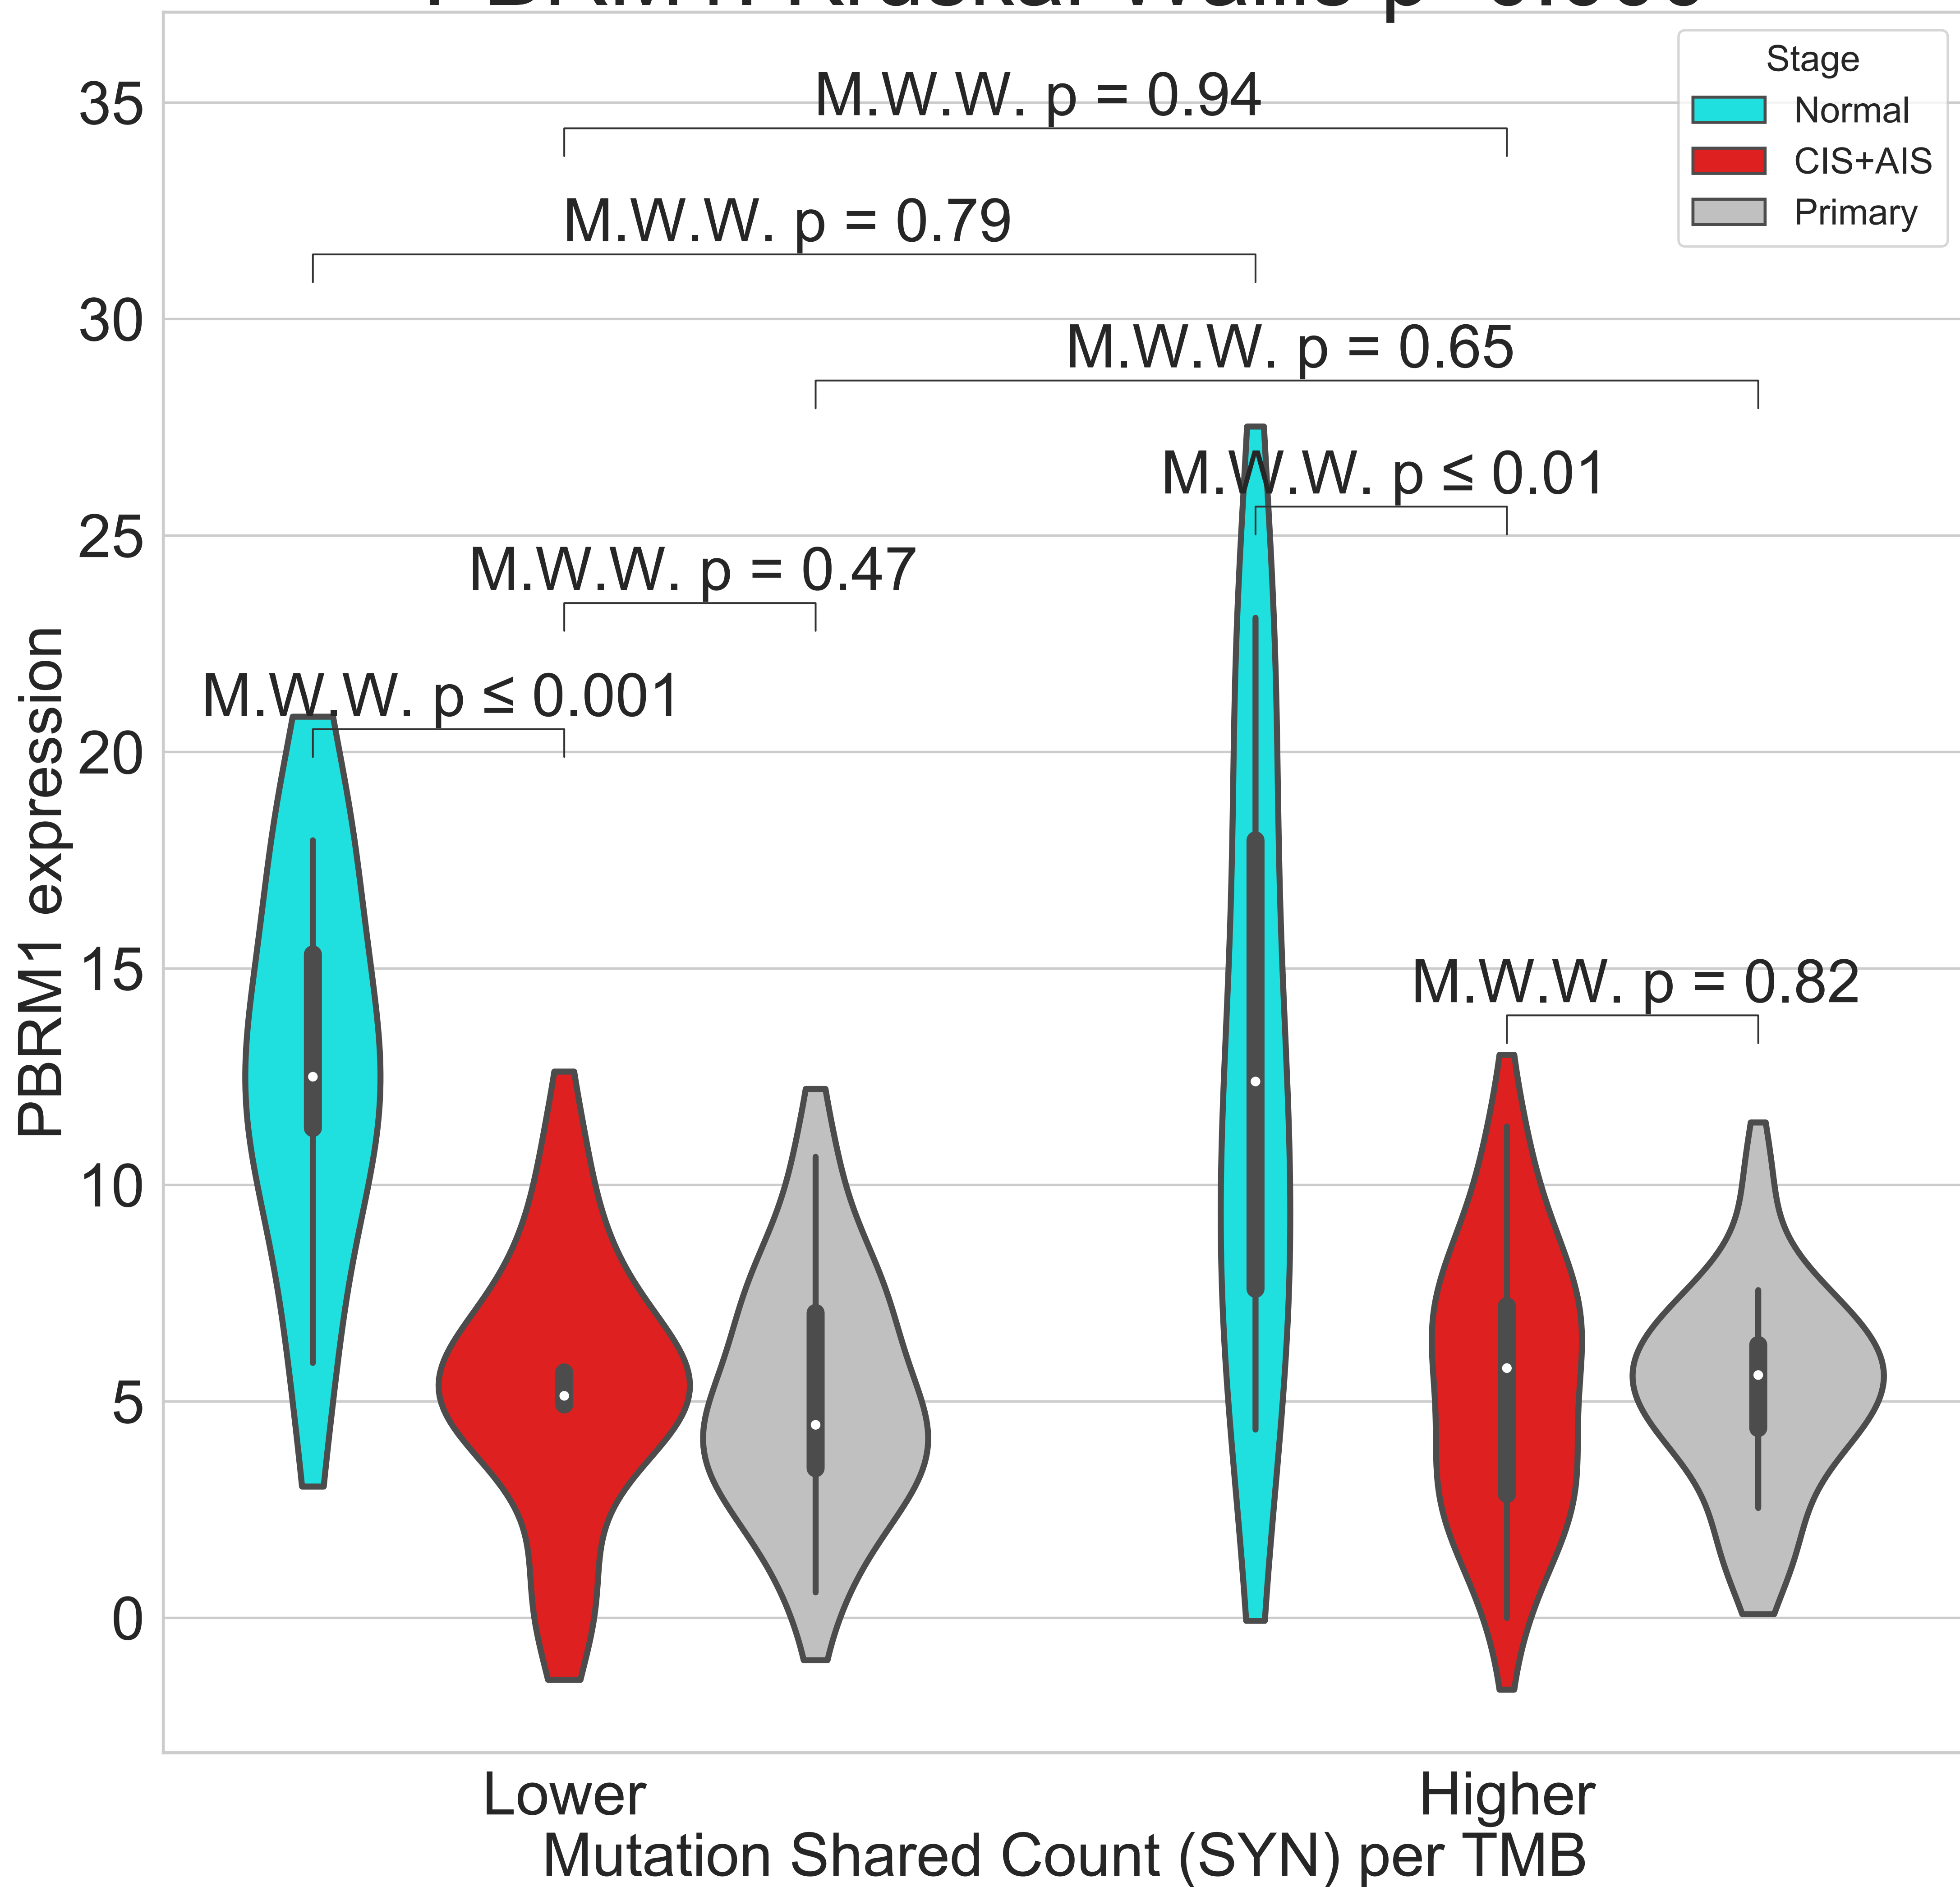 Stage
Normal
CIS+AIS
Primary
M.W.W. p = 0.94
M.W.W. p = 0.79
M.W.W. p = 0.65
M.W.W. p ≤ 0.01
M.W.W. p = 0.47
M.W.W. p ≤ 0.001
M.W.W. p = 0.82
35
30
25
20
15
10
5
0
PBRM1 expression
Lower
Higher
Mutation Shared Count (SYN) per TMB